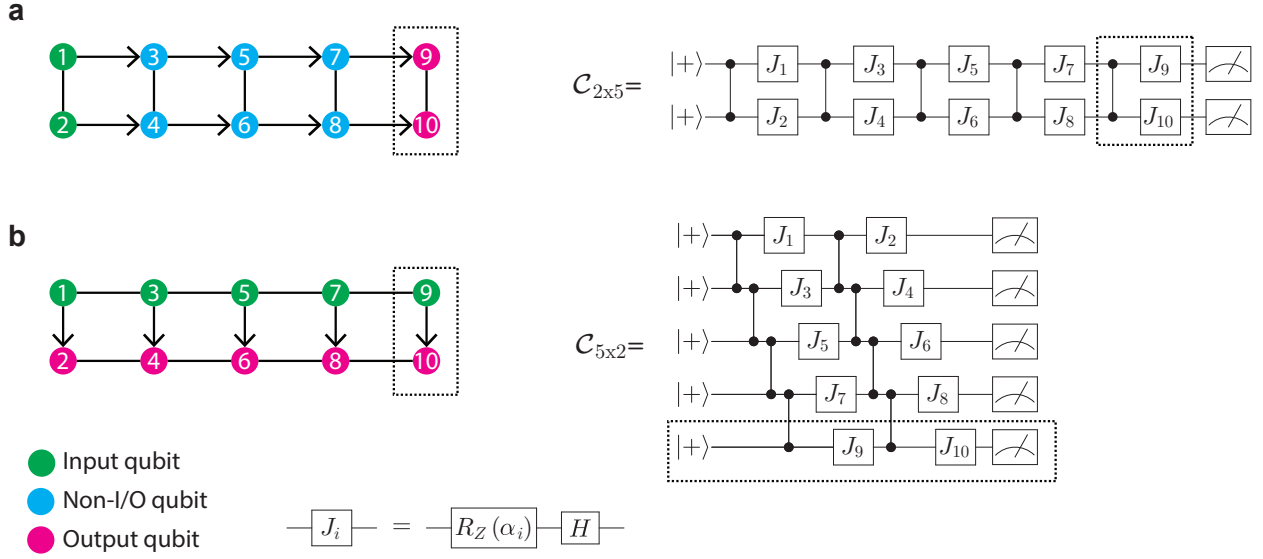 a
1 3 5 7 9
2 4 6 8 10
C2x5=
|+⟩ J1 J3 J5 J7 J9
|+⟩ J2 J4 J6 J8 J10
b
1 3 5 7 9
2 4 6 8 10
C5x2=
|+⟩ J1 J2
|+⟩ J3 J4
|+⟩ J5 J6
|+⟩ J7 J8
|+⟩ J9 J10
Input qubit
Non-I/O qubit
Output qubit
Ji = RZ (αi) H